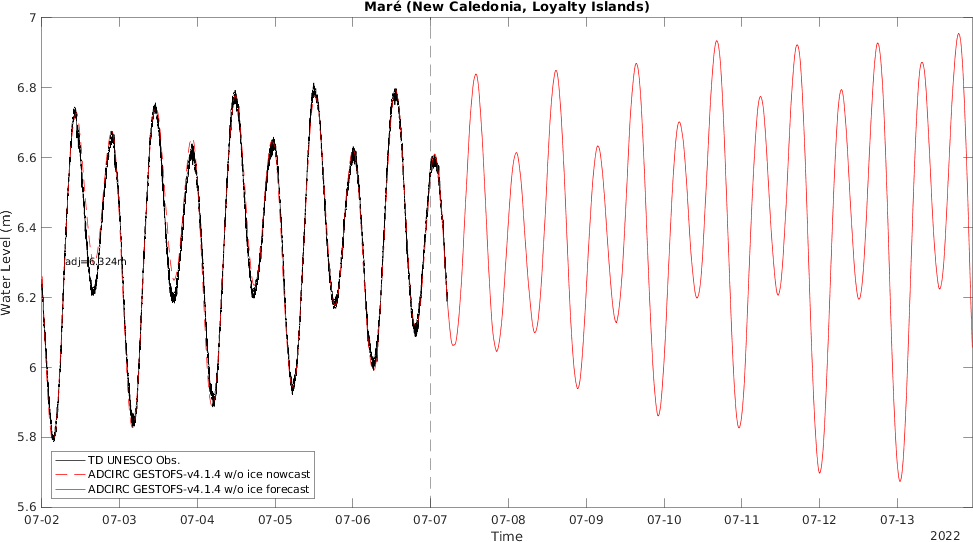 Maré (New Caledonia, Loyalty Islands)
7
6.8
6.6
6.4
6.2
6
5.8
5.6
Water Level (m)
adj=6.324m
TD UNESCO Obs.
ADCIRC GESTOFS-v4.1.4 w/o ice nowcast
ADCIRC GESTOFS-v4.1.4 w/o ice forecast
07-02 07-03 07-04 07-05 07-06 07-07 07-08 07-09 07-10 07-11 07-12 07-13
Time
2022